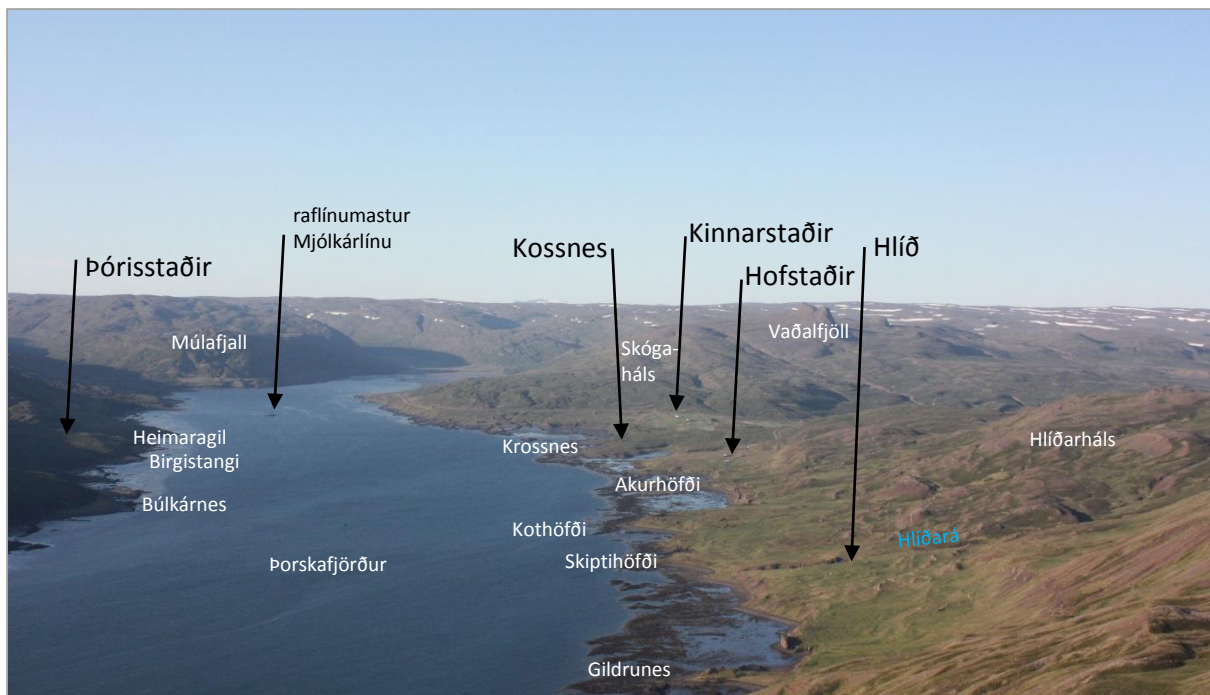 raflínumastur
Mjólkárlínu
Þórisstaðir
Kossnes
Kinnarstaðir
Hofstaðir
Hlíð
Múlafjall
Vaðalfjöll
Skóga-
háls
Heimaragil
Birgistangi
Krossnes
Hlíðarháls
Akurhöfði
Búlkárnes
Kothöfði
Hlíðará
Þorskafjörður
Skiptihöfði
Gildrunes